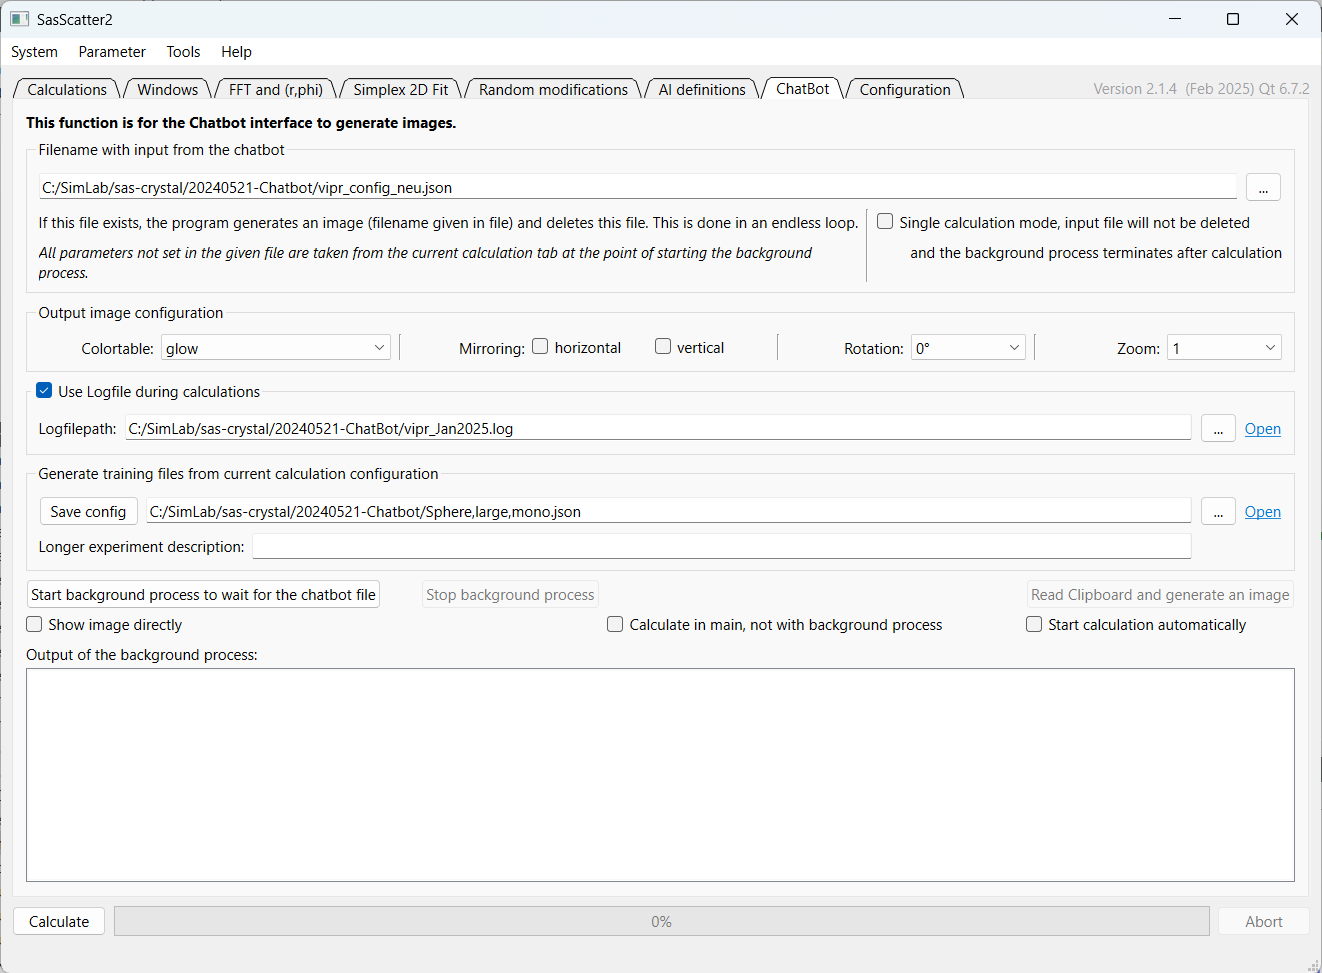 SasScatter2
System Parameter Tools Help
Calculations Windows FFT and (r,phi) Simplex 2D Fit Random modifications AI definitions ChatBot Configuration Version 2.1.4 (Feb 2025) Qt 6.7.2
This function is for the Chatbot interface to generate images.
Filename with input from the chatbot
C:/SimLab/sas-crystal/20240521-Chatbot/vipr_config_neu.json ...
If this file exists, the program generates an image (filename given in file) and deletes this file. This is done in an endless loop. Single calculation mode, input file will not be deleted
All parameters not set in the given file are taken from the current calculation tab at the point of starting the background and the background process terminates after calculation
process.
Output image configuration
Colortable: glow Mirroring: horizontal vertical Rotation: 0° Zoom: 1
Use Logfile during calculations
Logfilepath: C:/SimLab/sas-crystal/20240521-ChatBot/vipr_Jan2025.log ... Open
Generate training files from current calculation configuration
Save config C:/SimLab/sas-crystal/20240521-Chatbot/Sphere,large,mono.json ... Open
Longer experiment description:
Start background process to wait for the chatbot file Stop background process Read Clipboard and generate an image
Show image directly Calculate in main, not with background process Start calculation automatically
Output of the background process:
Calculate 0% Abort